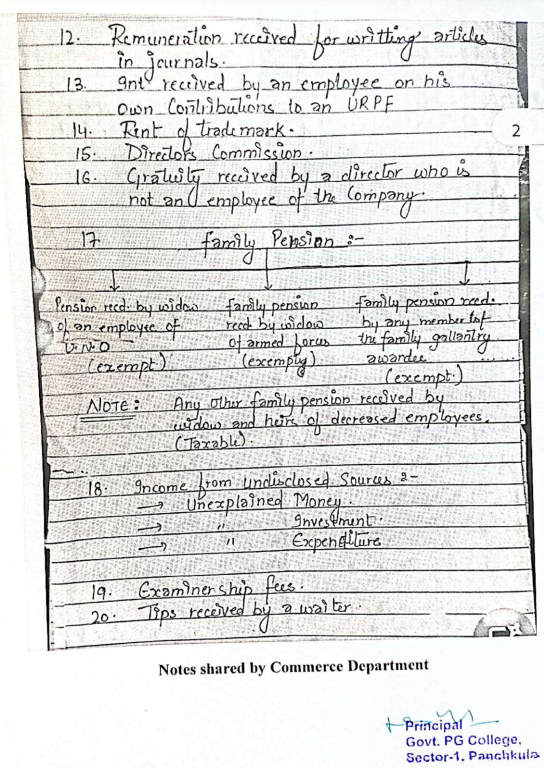 12. Remuneration received for writting articles
in journals.
13. Int received by an employee on his
own Contributions to an URPF
14. Rent of trademark.
2
15. Directors Commission.
16. Gratuity received by a director who is
not an employee of the Company.
17 family Pension :-
Pension recd. by widow
of an employee of
U.N.O
(exempt)
family pension
recd by widow
of armed forces
(exempt)
family pension recd.
by any member of
the family gallantry
awardee
(exempt)
NOTE: Any other family pension received by
widow and heirs of decreased employees.
(Taxable).
18. Income from undisclosed Sources :-
→ Unexplained Money.
→ " Investment.
→ " Expenditure
19. Examinership fees.
20. Tips received by a waiter.
Notes shared by Commerce Department
Principal
Govt. PG College,
Sector-1, Panchkula